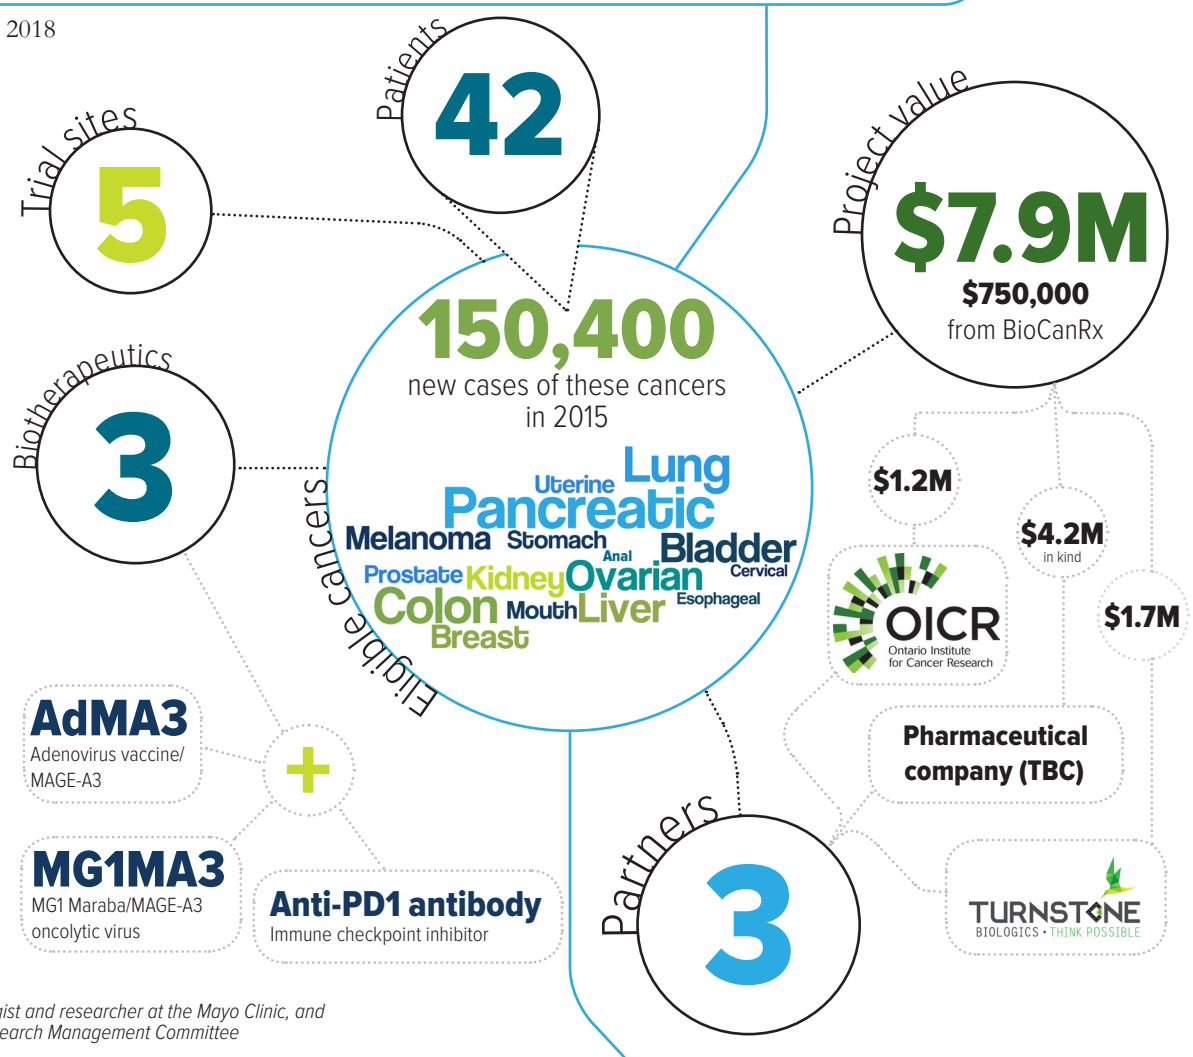 2018
Patients
42
Trial sites
5
Project value
$7.9M
$750,000
from BioCanRx
150,400
new cases of these cancers
in 2015
Biotherapeutics
3
Eligible cancers
Lung
Uterine
Pancreatic
Melanoma Stomach
Anal
Bladder
Prostate Kidney Ovarian
Cervical
Colon Mouth Liver
Esophageal
Breast
$1.2M
$4.2M
in kind
$1.7M
OICR
Ontario Institute
for Cancer Research
Pharmaceutical
company (TBC)
TURNSTONE
BIOLOGICS • THINK POSSIBLE
Partners
3
AdMA3
Adenovirus vaccine/
MAGE-A3
+
MG1MA3
MG1 Maraba/MAGE-A3
oncolytic virus
Anti-PD1 antibody
Immune checkpoint inhibitor
gist and researcher at the Mayo Clinic, and
earch Management Committee